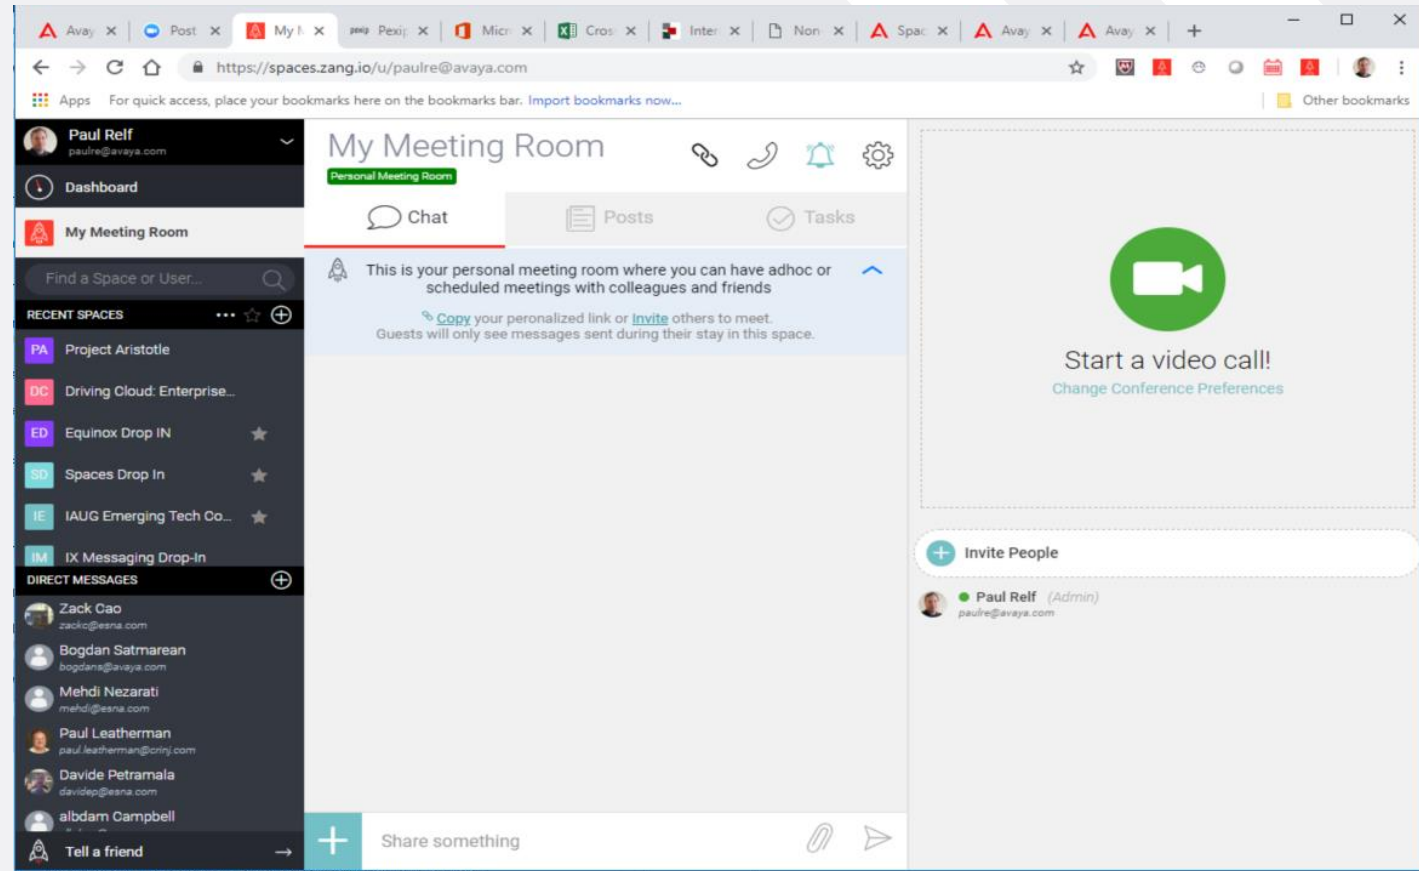 Avay
Post
My M
pexip Pexip
Micr
Cros
Inter
Non
Spac
Avay
Avay
https://spaces.zang.io/u/paulre@avaya.com
Apps For quick access, place your bookmarks here on the bookmarks bar. Import bookmarks now...
Other bookmarks
Paul Relf
paulre@avaya.com
Dashboard
My Meeting Room
Find a Space or User...
RECENT SPACES
PA Project Aristotle
DC Driving Cloud: Enterprise...
ED Equinox Drop IN
SD Spaces Drop In
IE IAUG Emerging Tech Co...
IM IX Messaging Drop-In
DIRECT MESSAGES
Zack Cao
zackc@esna.com
Bogdan Satmarean
bogdans@avaya.com
Mehdi Nezarati
mehdi@esna.com
Paul Leatherman
paul.leatherman@crinj.com
Davide Petramala
davidep@esna.com
albdam Campbell
Tell a friend
My Meeting Room
Personal Meeting Room
Chat
Posts
Tasks
This is your personal meeting room where you can have adhoc or
scheduled meetings with colleagues and friends
Copy your peronalized link or Invite others to meet.
Guests will only see messages sent during their stay in this space.
Share something
Start a video call!
Change Conference Preferences
Invite People
Paul Relf (Admin)
paulre@avaya.com